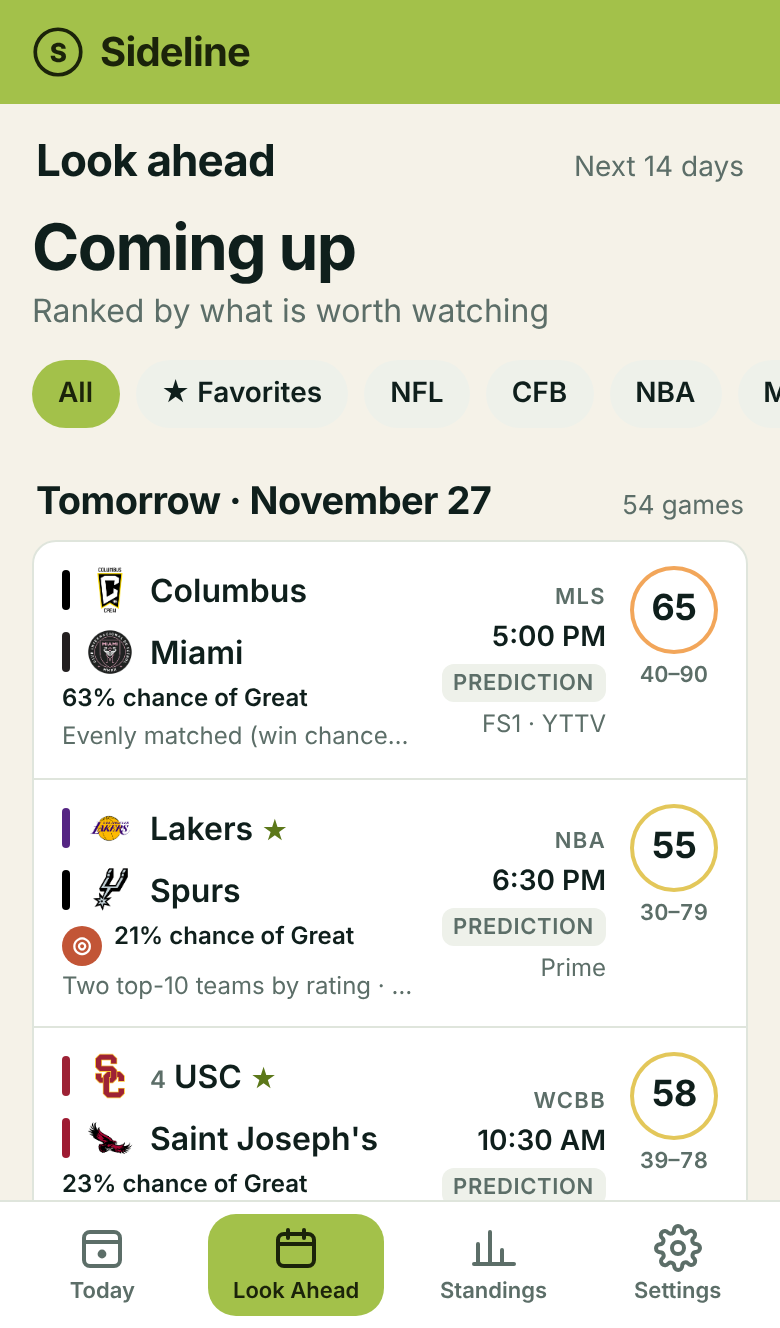 S Sideline
Look ahead
Next 14 days
Coming up
Ranked by what is worth watching
All
★ Favorites
NFL
CFB
NBA
M
Tomorrow · November 27
54 games
COLUMBUS
CREW
Columbus
Miami
63% chance of Great
Evenly matched (win chance...
MLS
5:00 PM
PREDICTION
FS1 · YTTV
65
40–90
LAKERS
Lakers ★
Spurs
21% chance of Great
Two top-10 teams by rating · ...
NBA
6:30 PM
PREDICTION
Prime
55
30–79
SC
4 USC ★
Saint Joseph's
23% chance of Great
WCBB
10:30 AM
PREDICTION
58
39–78
Today
Look Ahead
Standings
Settings